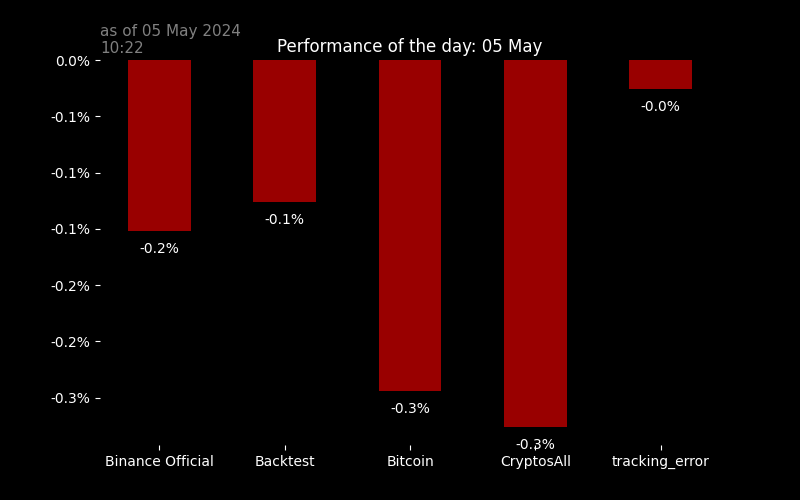 as of 05 May 2024
10:22
Performance of the day: 05 May
0.0%
-0.1%
-0.1%
-0.1%
-0.2%
-0.2%
-0.3%
-0.2%
-0.1%
-0.3%
-0.3%
-0.0%
Binance Official
Backtest
Bitcoin
CryptosAll
tracking_error